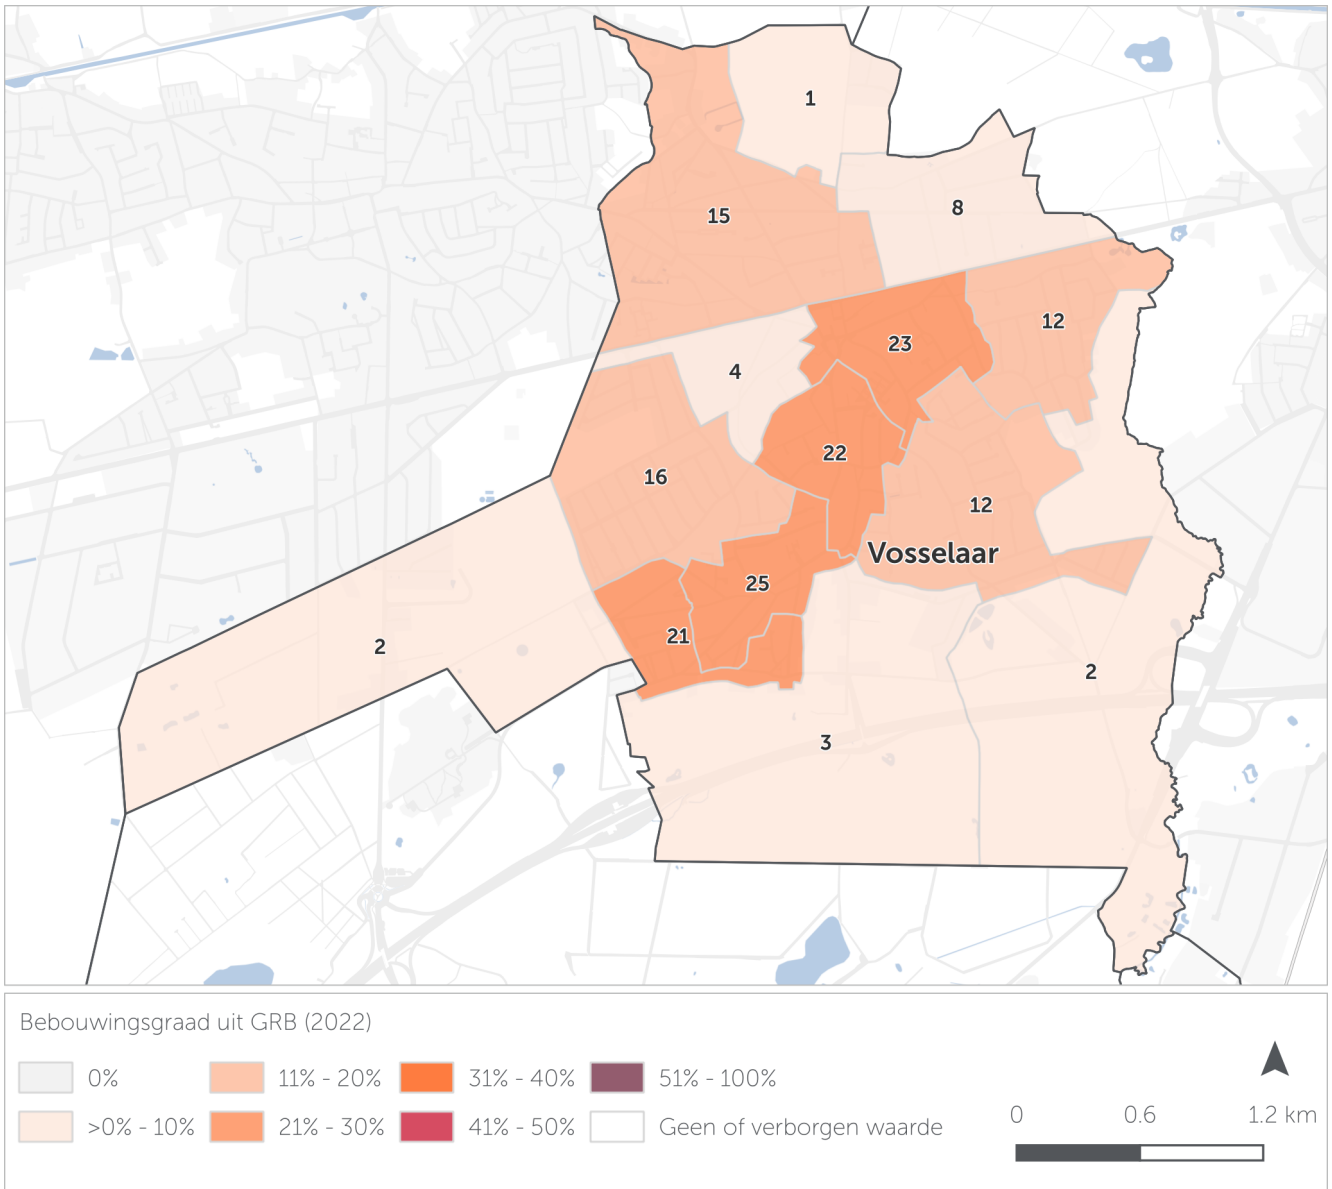 1
8
15
12
23
4
22
16
12
Vosselaar
25
21
2
2
3
Bebouwingsgraad uit GRB (2022)
0% 11% - 20% 31% - 40% 51% - 100%
>0% - 10% 21% - 30% 41% - 50% Geen of verborgen waarde
0 0.6 1.2 km